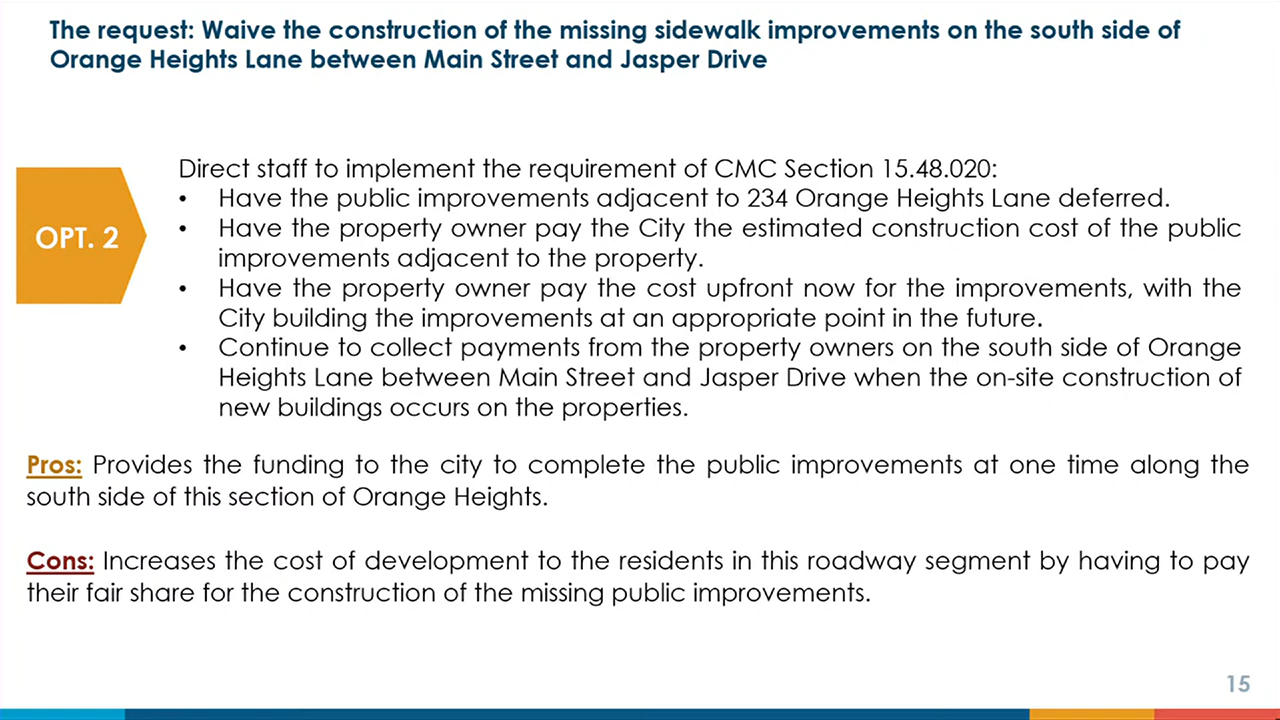 The request: Waive the construction of the missing sidewalk improvements on the south side of
Orange Heights Lane between Main Street and Jasper Drive
OPT. 2
Direct staff to implement the requirement of CMC Section 15.48.020:
• Have the public improvements adjacent to 234 Orange Heights Lane deferred.
• Have the property owner pay the City the estimated construction cost of the public
improvements adjacent to the property.
• Have the property owner pay the cost upfront now for the improvements, with the
City building the improvements at an appropriate point in the future.
• Continue to collect payments from the property owners on the south side of Orange
Heights Lane between Main Street and Jasper Drive when the on-site construction of
new buildings occurs on the properties.
Pros: Provides the funding to the city to complete the public improvements at one time along the
south side of this section of Orange Heights.
Cons: Increases the cost of development to the residents in this roadway segment by having to pay
their fair share for the construction of the missing public improvements.
15